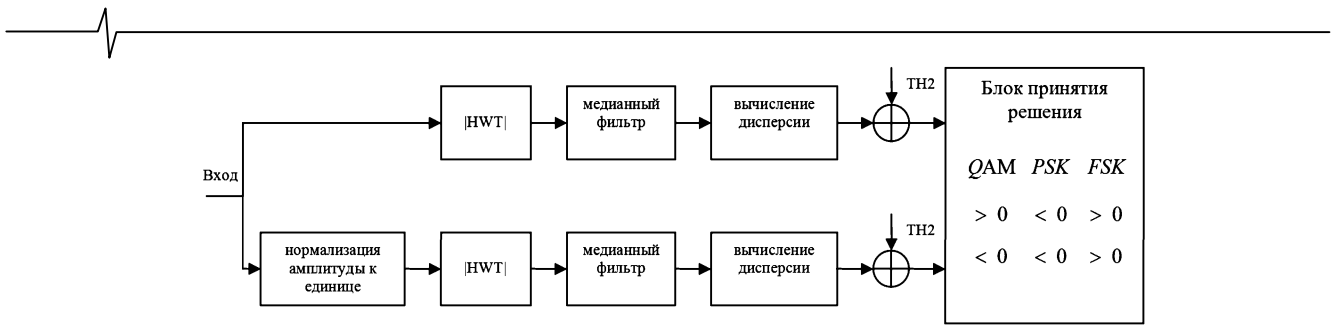 Вход
|HWT|
медианный
фильтр
вычисление
дисперсии
TH2
нормализация
амплитуды к
единице
|HWT|
медианный
фильтр
вычисление
дисперсии
TH2
Блок принятия
решения
QAM PSK FSK
> 0 < 0 > 0
< 0 < 0 > 0